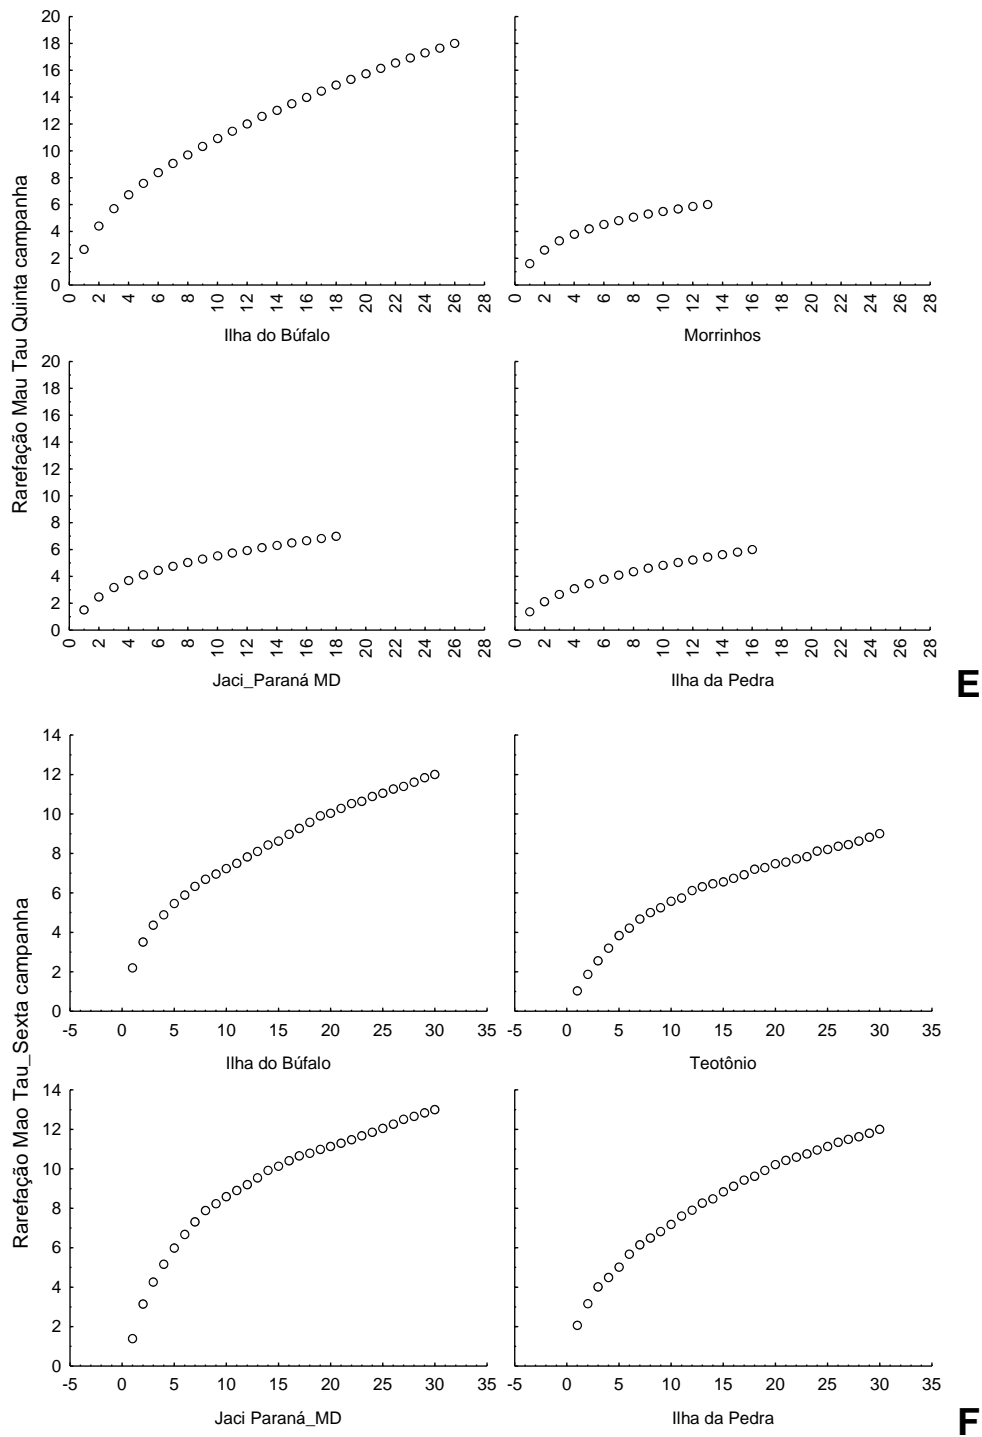 Rarefação Mau Tau Quinta campanha
20
18
16
14
12
10
8
6
4
2
0
0 2 4 6 8 10 12 14 16 18 20 22 24 26 28
Ilha do Búfalo
0 2 4 6 8 10 12 14 16 18 20 22 24 26 28
Morrinhos
20
18
16
14
12
10
8
6
4
2
0
0 2 4 6 8 10 12 14 16 18 20 22 24 26 28
Jaci_Paraná MD
0 2 4 6 8 10 12 14 16 18 20 22 24 26 28
Ilha da Pedra
E
Rarefação Mao Tau_Sexta campanha
14
12
10
8
6
4
2
0
-5 0 5 10 15 20 25 30 35
Ilha do Búfalo
-5 0 5 10 15 20 25 30 35
Teotônio
14
12
10
8
6
4
2
0
-5 0 5 10 15 20 25 30 35
Jaci Paraná_MD
-5 0 5 10 15 20 25 30 35
Ilha da Pedra
F